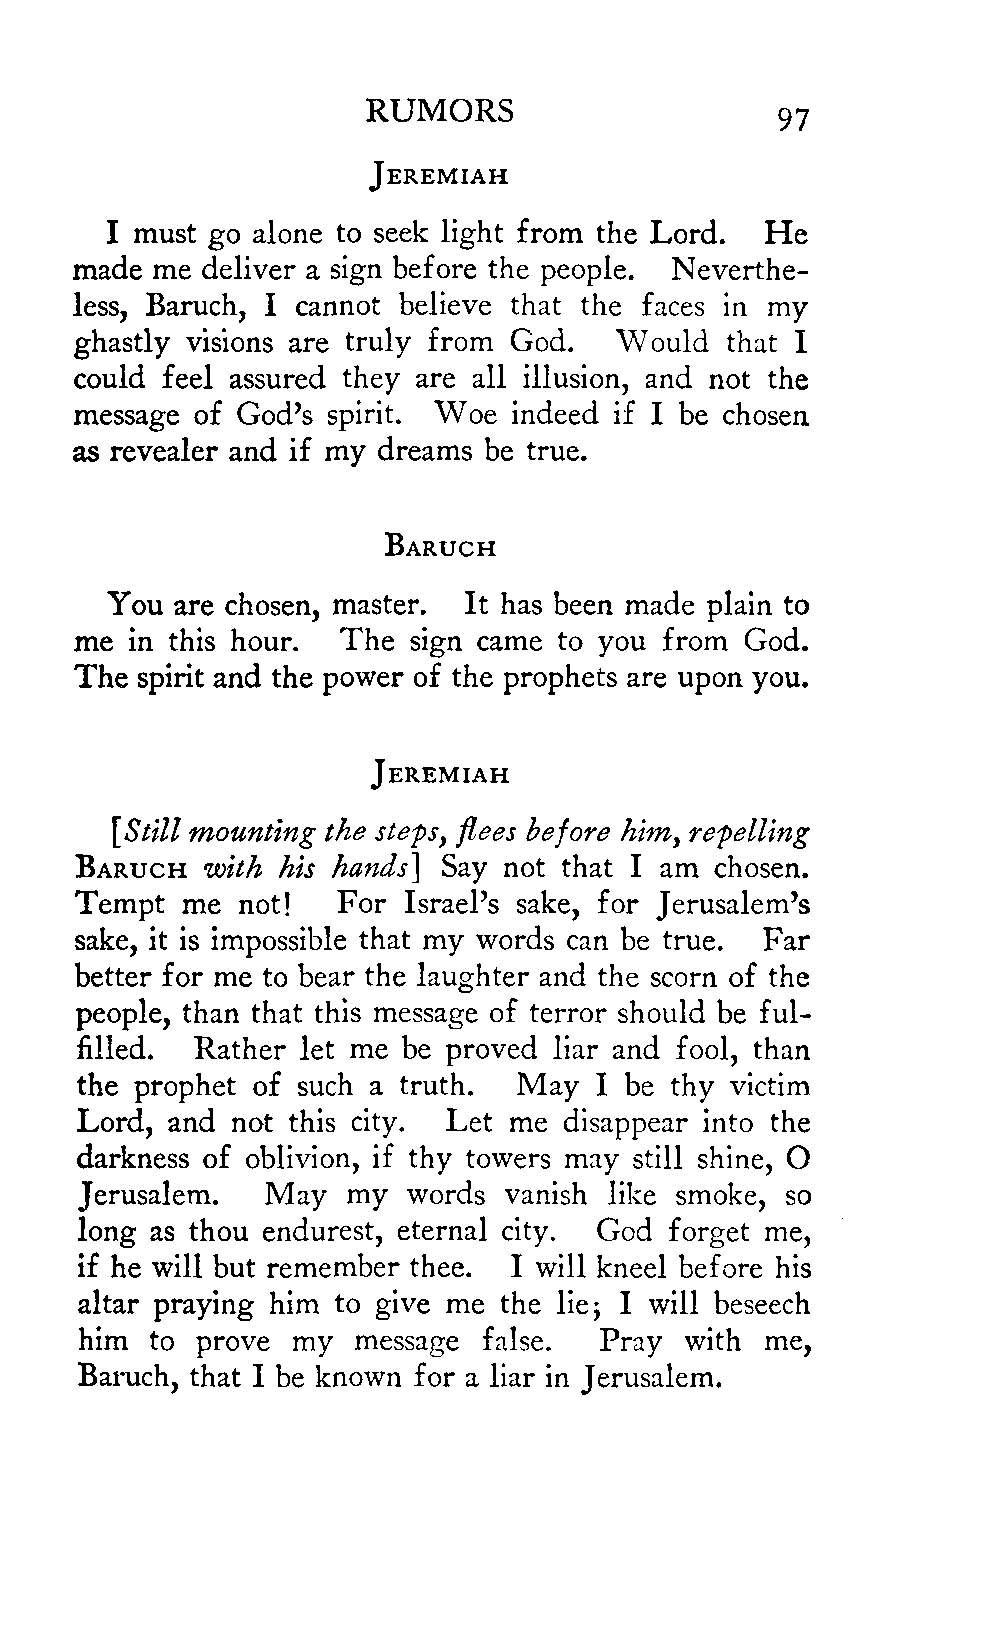 RUMORS 97
JEREMIAH
I must go alone to seek light from the Lord. He
made me deliver a sign before the people. Neverthe-
less, Baruch, I cannot believe that the faces in my
ghastly visions are truly from God. Would that I
could feel assured they are all illusion, and not the
message of God's spirit. Woe indeed if I be chosen
as revealer and if my dreams be true.
BARUCH
You are chosen, master. It has been made plain to
me in this hour. The sign came to you from God.
The spirit and the power of the prophets are upon you.
JEREMIAH
[Still mounting the steps, flees before him, repelling
BARUCH with his hands] Say not that I am chosen.
Tempt me not! For Israel's sake, for Jerusalem's
sake, it is impossible that my words can be true. Far
better for me to bear the laughter and the scorn of the
people, than that this message of terror should be ful-
filled. Rather let me be proved liar and fool, than
the prophet of such a truth. May I be thy victim
Lord, and not this city. Let me disappear into the
darkness of oblivion, if thy towers may still shine, O
Jerusalem. May my words vanish like smoke, so
long as thou endurest, eternal city. God forget me,
if he will but remember thee. I will kneel before his
altar praying him to give me the lie; I will beseech
him to prove my message false. Pray with me,
Baruch, that I be known for a liar in Jerusalem.